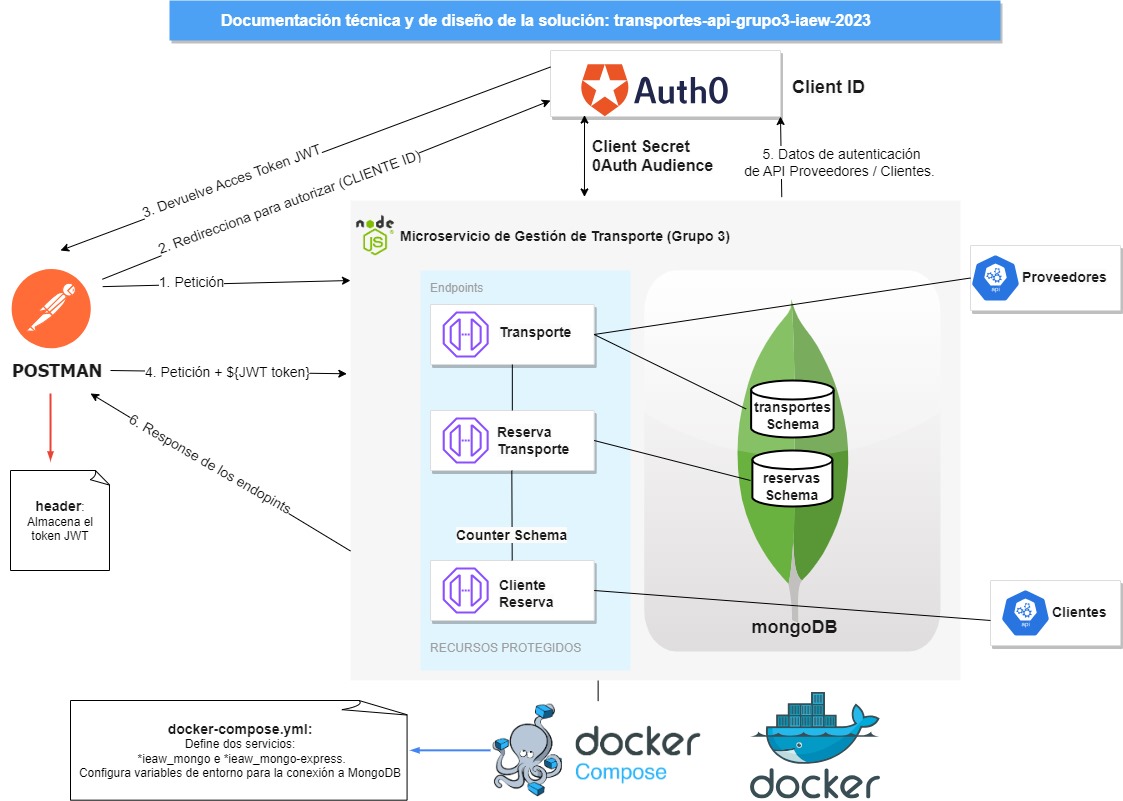 Documentación técnica y de diseño de la solución: transportes-api-grupo3-iaew-2023
Auth0
Client ID
Client Secret
0Auth Audience
5. Datos de autenticación
de API Proveedores / Clientes.
3. Devuelve Acces Token JWT
2. Redirecciona para autorizar (CLIENTE ID)
1. Petición
node
JS
Microservicio de Gestión de Transporte (Grupo 3)
POSTMAN
4. Petición + ${JWT token}
6. Response de los endopints
header:
Almacena el
token JWT
Endpoints
Transporte
Reserva
Transporte
Counter Schema
Cliente
Reserva
RECURSOS PROTEGIDOS
transportes
Schema
reservas
Schema
mongoDB
api
Proveedores
api
Clientes
docker-compose.yml:
Define dos servicios:
*ieaw_mongo e *ieaw_mongo-express.
Configura variables de entorno para la conexión a MongoDB
docker
Compose
docker